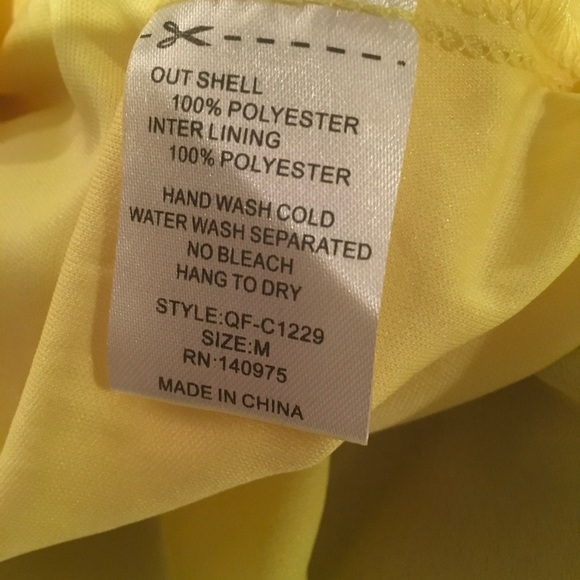 OUT SHELL
100% POLYESTER
INTER LINING
100% POLYESTER
HAND WASH COLD
WATER WASH SEPARATED
NO BLEACH
HANG TO DRY
STYLE:QF-C1229
SIZE:M
RN:140975
MADE IN CHINA